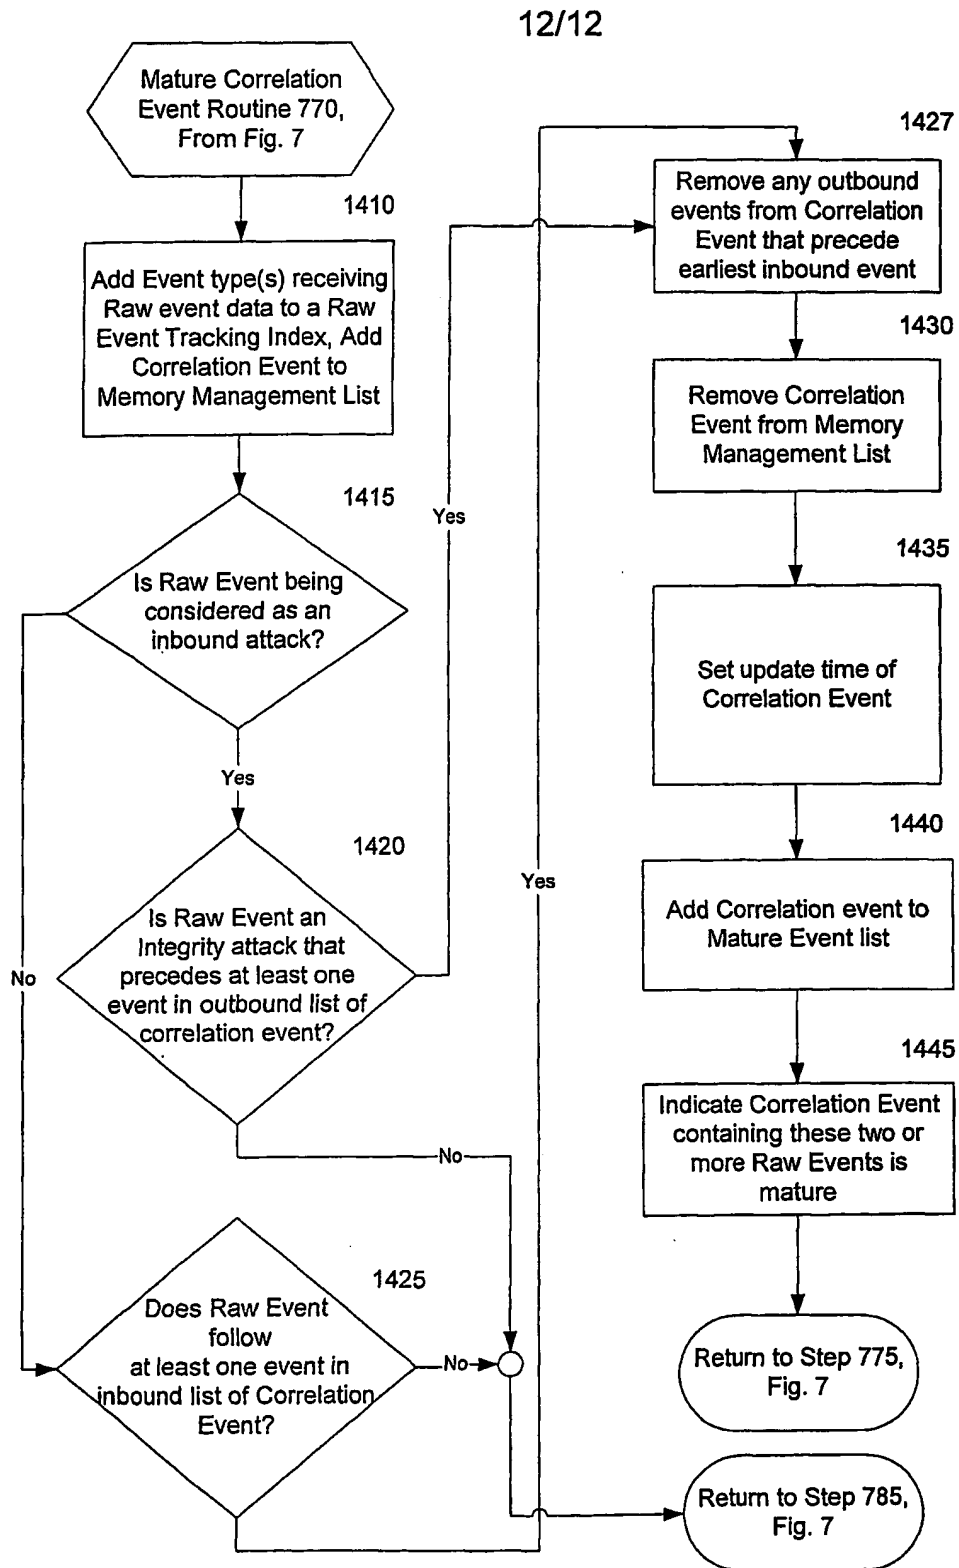 12/12
Mature Correlation
Event Routine 770,
From Fig. 7
1410
Add Event type(s) receiving
Raw event data to a Raw
Event Tracking Index, Add
Correlation Event to
Memory Management List
1415
Is Raw Event being
considered as an
inbound attack?
Yes
No
1420
Is Raw Event an
Integrity attack that
precedes at least one
event in outbound list of
correlation event?
Yes
No
1425
Does Raw Event
follow
at least one event in
inbound list of Correlation
Event?
No
Yes
1427
Remove any outbound
events from Correlation
Event that precede
earliest inbound event
1430
Remove Correlation
Event from Memory
Management List
1435
Set update time of
Correlation Event
1440
Add Correlation event to
Mature Event list
1445
Indicate Correlation Event
containing these two or
more Raw Events is
mature
Return to Step 775,
Fig. 7
Return to Step 785,
Fig. 7